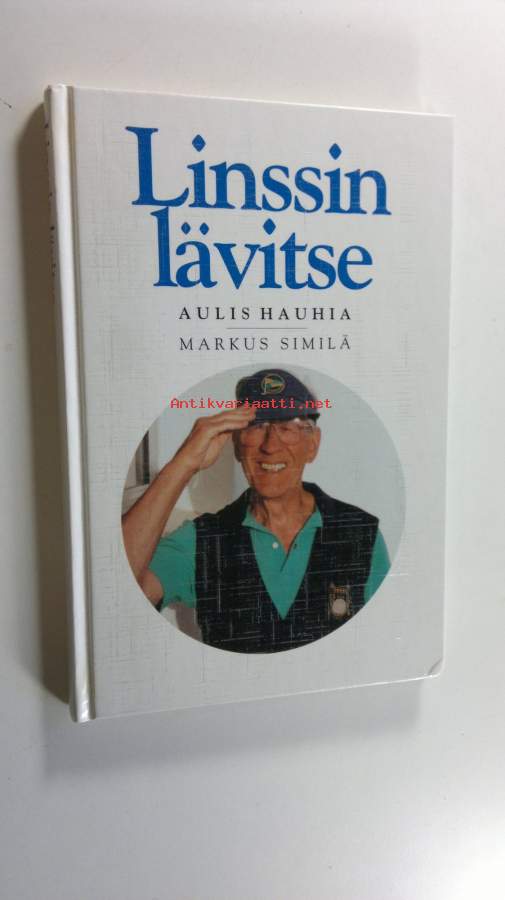 Linssin
lävitse
AULIS HAUHIA
MARKUS SIMILÄ
Antikvariaatti.net